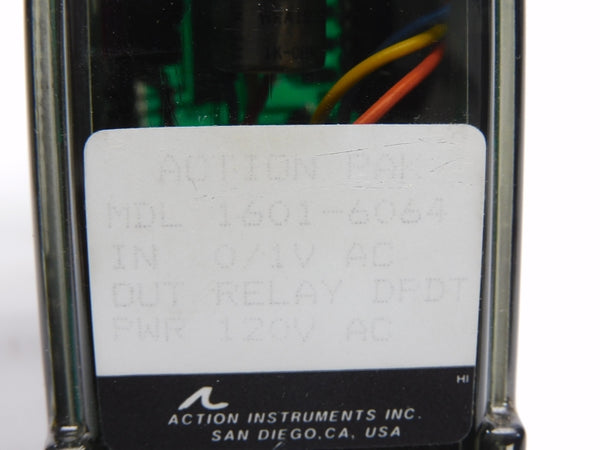 ACTION PAK
MDL 1601-6064
IN 0/1V AC
OUT RELAY DPDT
PWR 120V AC
HI
ACTION INSTRUMENTS INC.
SAN DIEGO, CA, USA